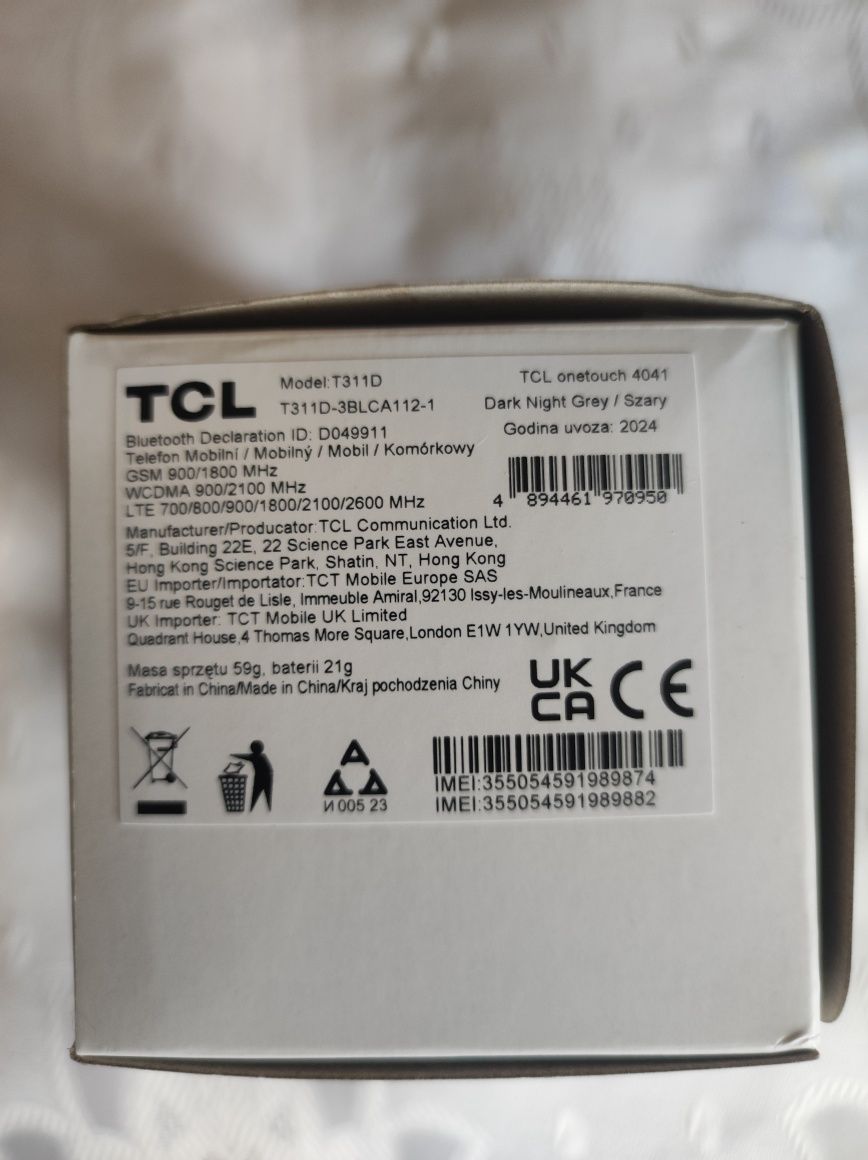 TCL
Model:T311D
TCL onetouch 4041
T311D-3BLCA112-1
Dark Night Grey / Szary
Godina uvoza: 2024
Bluetooth Declaration ID: D049911
Telefon Mobilní / Mobilný / Mobil / Komórkowy
GSM 900/1800 MHz
WCDMA 900/2100 MHz
LTE 700/800/900/1800/2100/2600 MHz
4 894461 970950
Manufacturer/Producator:TCL Communication Ltd.
5/F, Building 22E, 22 Science Park East Avenue,
Hong Kong Science Park, Shatin, NT, Hong Kong
EU Importer/Importator:TCT Mobile Europe SAS
9-15 rue Rouget de Lisle, Immeuble Amiral,92130 Issy-les-Moulineaux,France
UK Importer: TCT Mobile UK Limited
Quadrant House,4 Thomas More Square,London E1W 1YW,United Kingdom
Masa sprzętu 59g, baterii 21g
Fabricat in China/Made in China/Kraj pochodzenia Chiny
UK
CA
CE
И 005 23
IMEI:355054591989874
IMEI:355054591989882